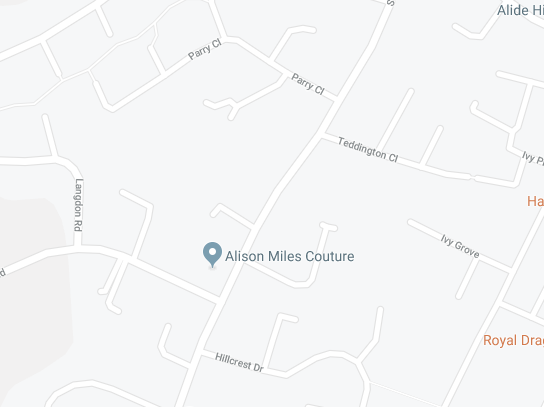 Alide Hi
S
Parry Cl
Parry Cl
Teddington Cl
Ivy P
Langdon Rd
Ha
Ivy Grove
Alison Miles Couture
d
Royal Drag
Hillcrest Dr